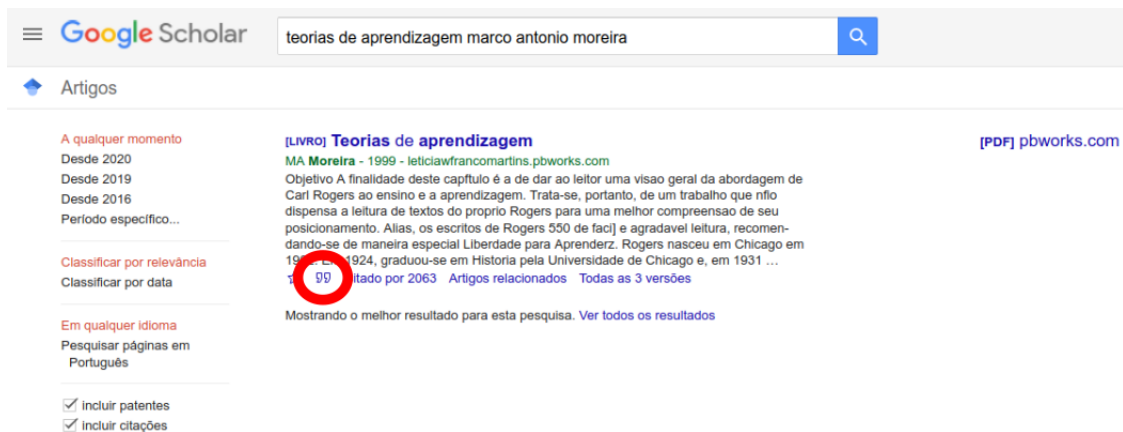 Google Scholar
teorias de aprendizagem marco antonio moreira
Artigos
A qualquer momento
Desde 2020
Desde 2019
Desde 2016
Período específico...
Classificar por relevância
Classificar por data
Em qualquer idioma
Pesquisar páginas em
Português
incluir patentes
incluir citações
[LIVRO] Teorias de aprendizagem
MA Moreira - 1999 - leticiawfrancomartins.pbworks.com
Objetivo A finalidade deste capftulo é a de dar ao leitor uma visao geral da abordagem de
Carl Rogers ao ensino e a aprendizagem. Trata-se, portanto, de um trabalho que nfio
dispensa a leitura de textos do proprio Rogers para uma melhor compreensao de seu
posicionamento. Alias, os escritos de Rogers 550 de faci] e agradavel leitura, recomen-
dando-se de maneira especial Liberdade para Aprenderz. Rogers nasceu em Chicago em
1924, graduou-se em Historia pela Universidade de Chicago e, em 1931 …
por 2063 Artigos relacionados Todas as 3 versões
Mostrando o melhor resultado para esta pesquisa. Ver todos os resultados
[PDF] pbworks.com